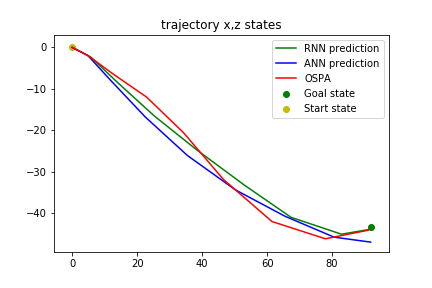 trajectory x,z states
RNN prediction
ANN prediction
OSPA
Goal state
Start state
0
−10
−20
−30
−40
0
20
40
60
80